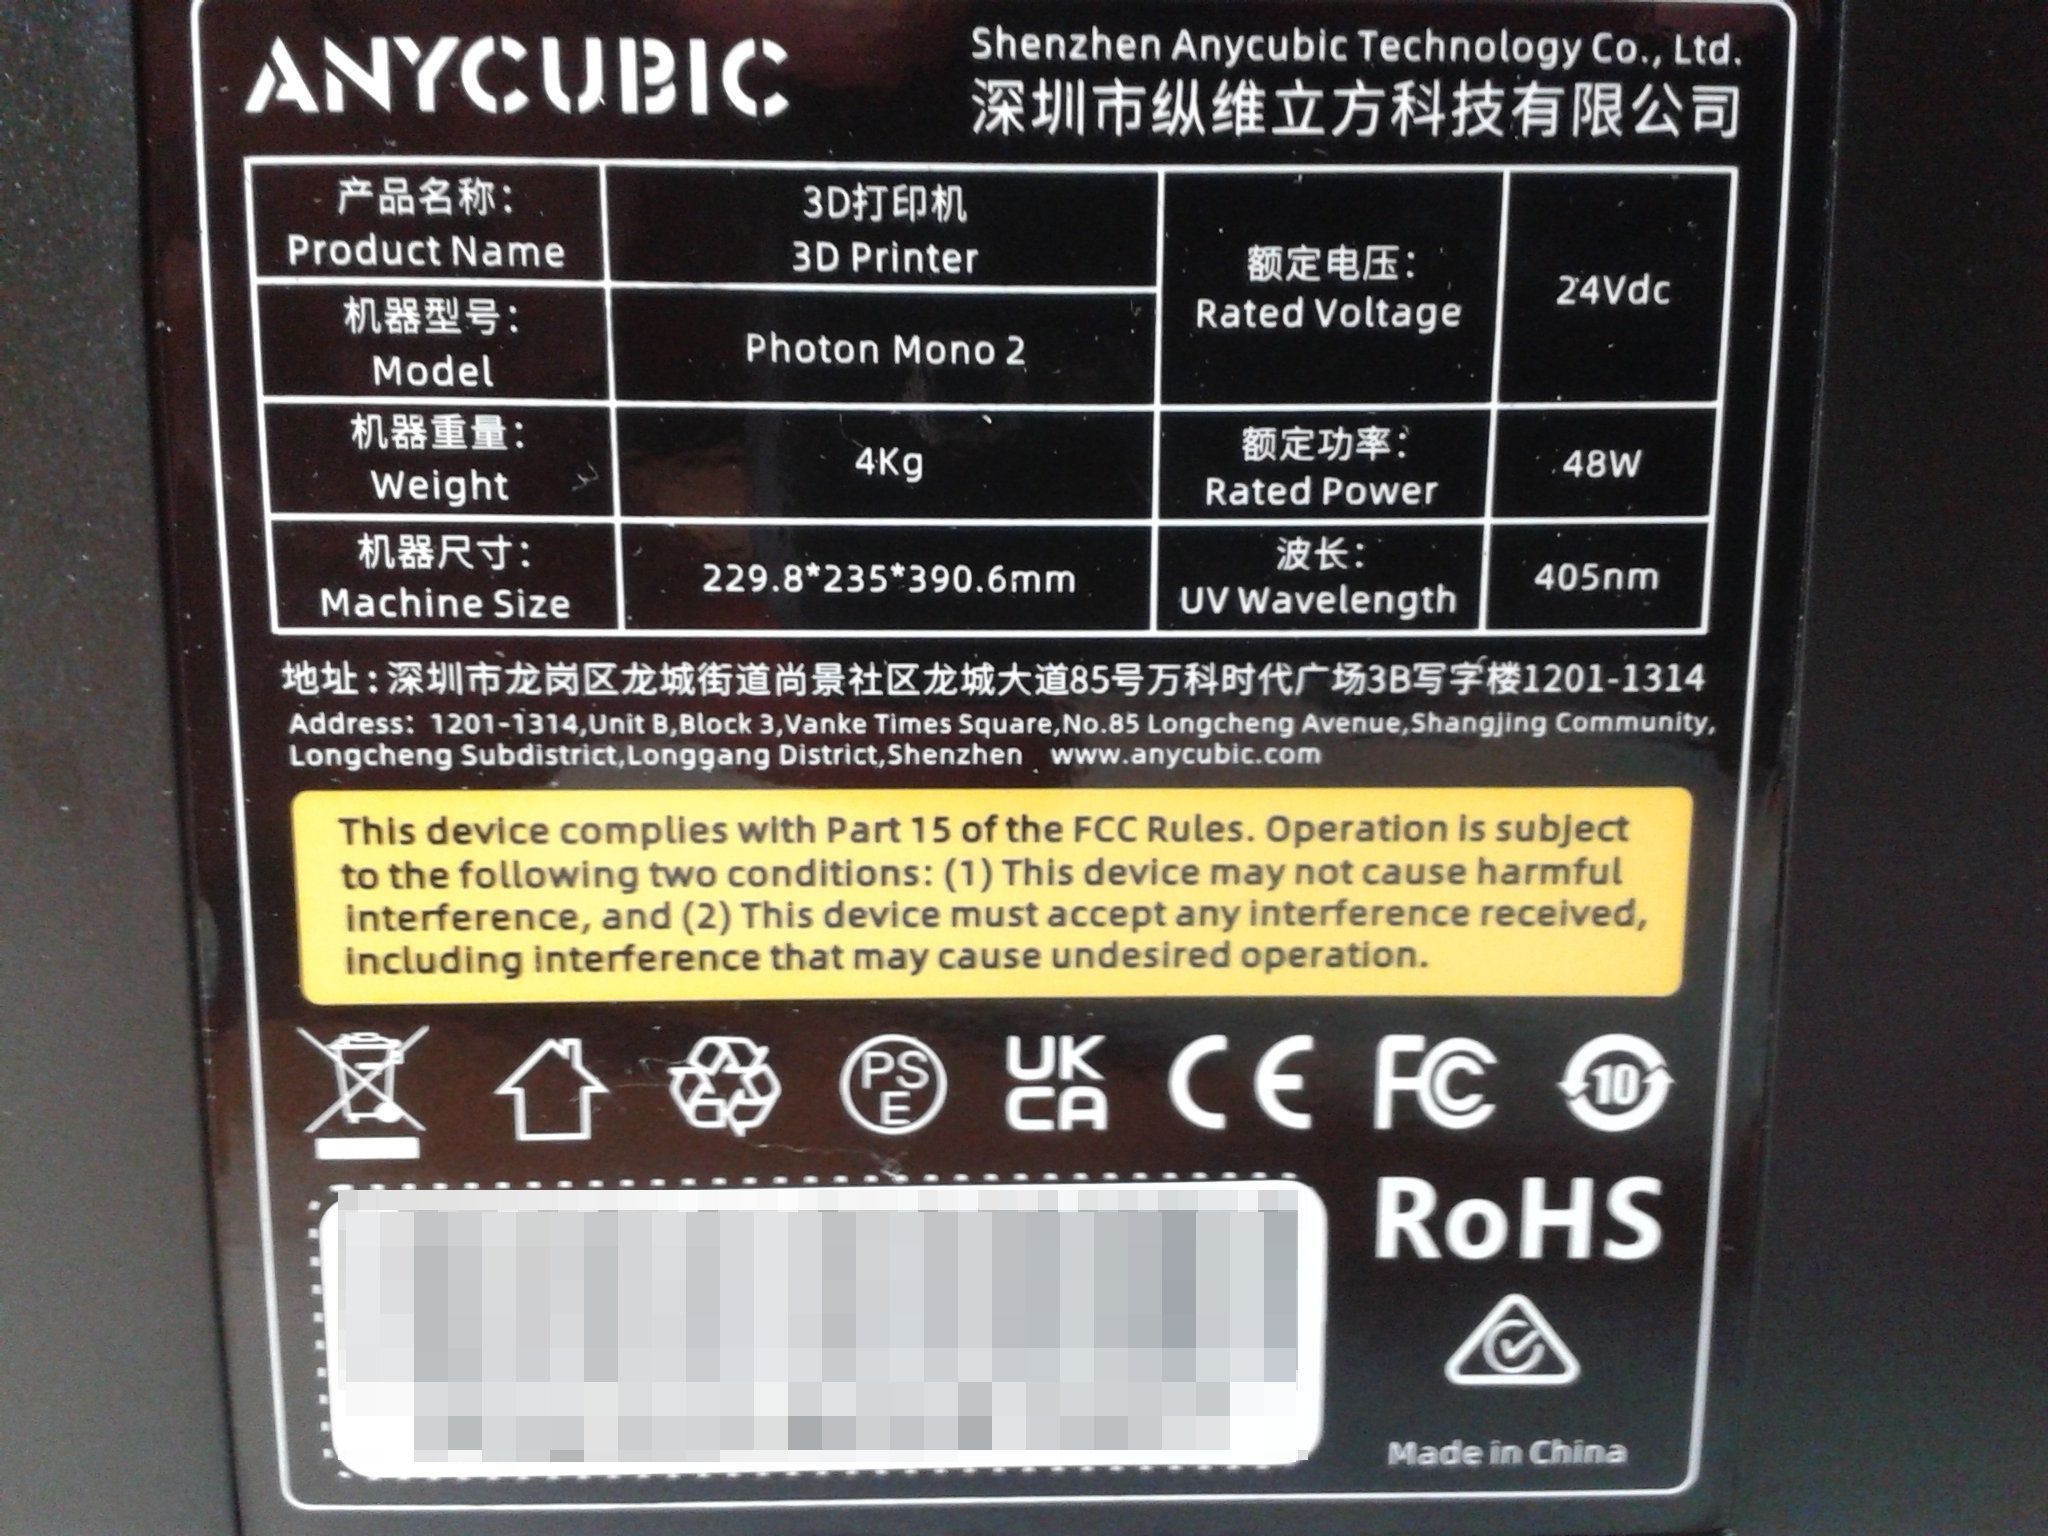 ANYCUBIC
Shenzhen Anycubic Technology Co., Ltd.
深圳市纵维立方科技有限公司
产品名称：
Product Name
3D打印机
3D Printer
额定电压：
Rated Voltage
24Vdc
机器型号：
Model
Photon Mono 2
机器重量：
Weight
4Kg
额定功率：
Rated Power
48W
机器尺寸：
Machine Size
229.8*235*390.6mm
波长：
UV Wavelength
405nm
地址：深圳市龙岗区龙城街道尚景社区龙城大道85号万科时代广场3B写字楼1201-1314
Address: 1201-1314,Unit B,Block 3,Vanke Times Square,No.85 Longcheng Avenue,Shangjing Community,
Longcheng Subdistrict,Longgang District,Shenzhen www.anycubic.com
This device complies with Part 15 of the FCC Rules. Operation is subject
to the following two conditions: (1) This device may not cause harmful
interference, and (2) This device must accept any interference received,
including interference that may cause undesired operation.
PS
E
UK
CA
CE
FC
10
RoHS
Made in China